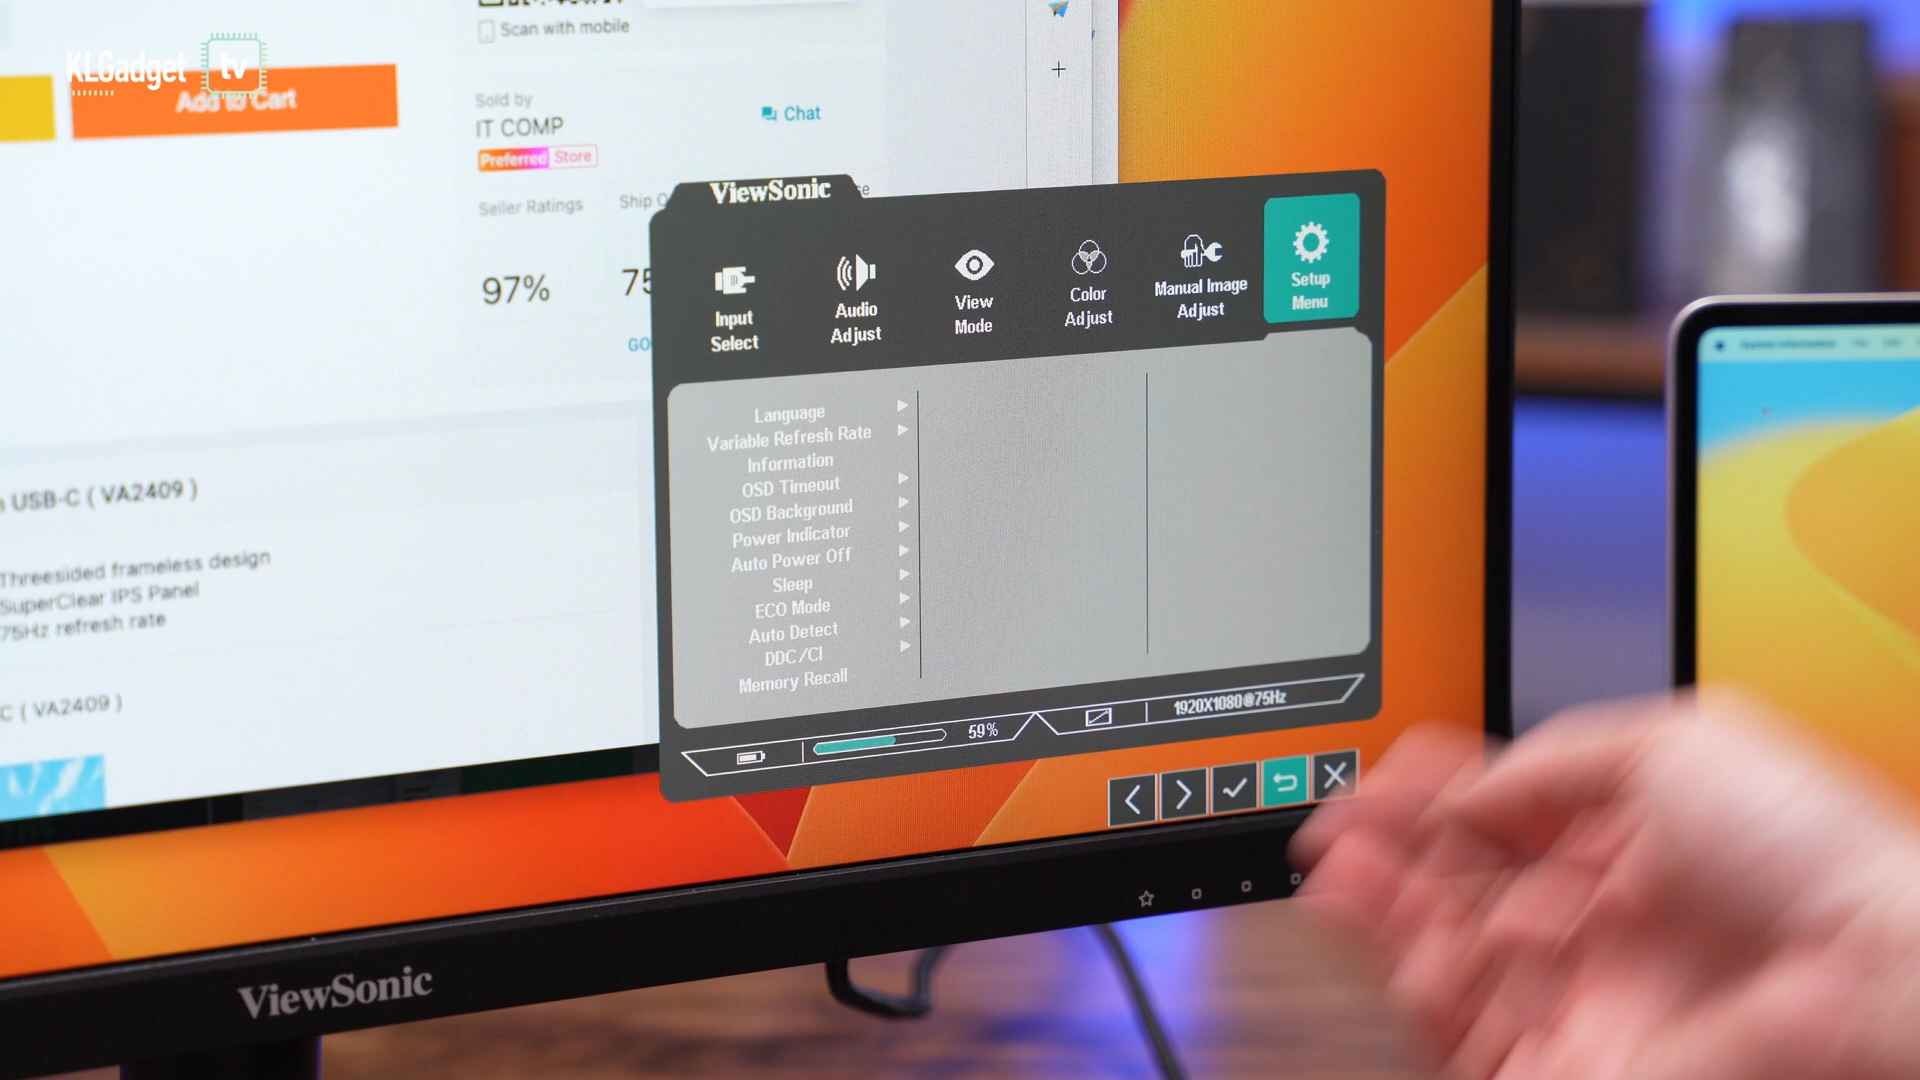 KLGadget tv
Scan with mobile
Add to Cart
Sold by
IT COMP
Chat
Preferred Store
Seller Ratings
Ship O
e
97%
75
GO
ViewSonic
Input
Select
Audio
Adjust
View
Mode
Color
Adjust
Manual Image
Adjust
Setup
Menu
Language
Variable Refresh Rate
Information
OSD Timeout
OSD Background
Power Indicator
Auto Power Off
Sleep
ECO Mode
Auto Detect
DDC/CI
Memory Recall
59%
1920X1080@75Hz
USB-C ( VA2409 )
Threesided frameless design
SuperClear IPS Panel
75Hz refresh rate
C ( VA2409 )
ViewSonic